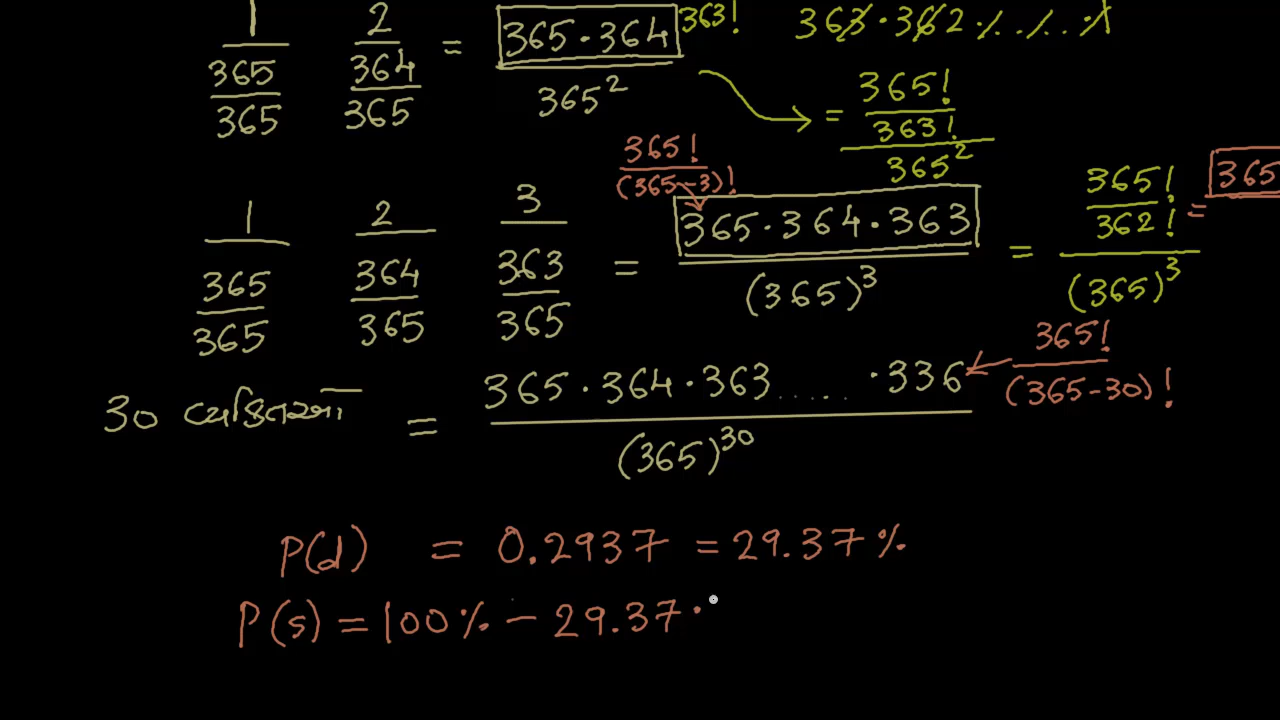 1 2
365/365 364/365 = 365·364/365² 363! 363·362·...·1
= 365!/363!/365²
365!/(365-3)!
1 2 3
365/365 364/365 363/365 = 365·364·363/(365)³ = 365!/362!/(365)³ = 365
30 = 365·364·363.....·336/(365)³⁰ 365!/(365-30)!
P(d) = 0.2937 = 29.37%
P(s) = 100% - 29.37